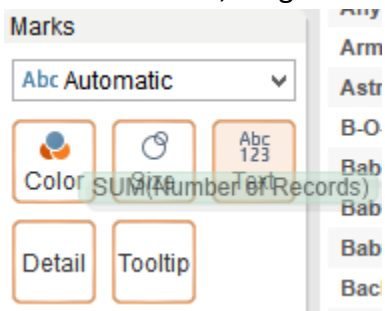 Marks
Abc Automatic
Arm
Astr
B-O-
Abc
123
Color Size Text
SUM(Number of Records)
Bab
Bab
Detail Tooltip
Bab
Bac